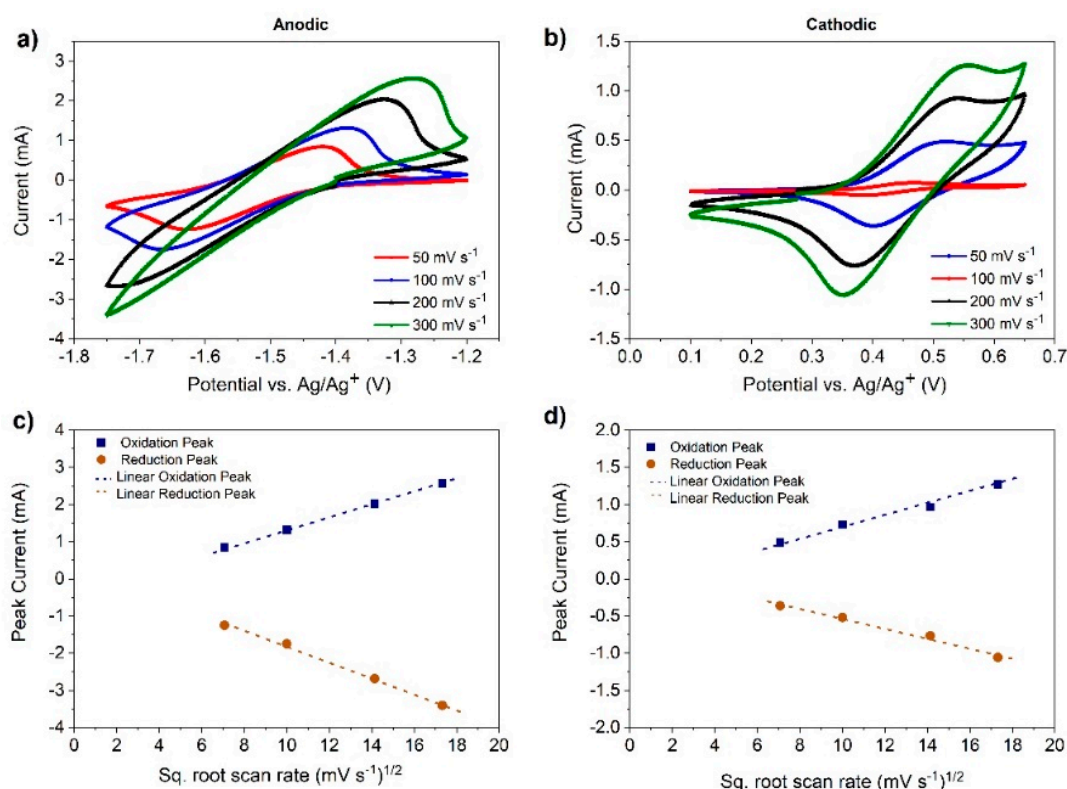 Anodic
a)
3
2
1
0
-1
-2
-3
-4
Current (mA)
50 mV s⁻¹
100 mV s⁻¹
200 mV s⁻¹
300 mV s⁻¹
-1.8 -1.7 -1.6 -1.5 -1.4 -1.3 -1.2
Potential vs. Ag/Ag⁺ (V)
Cathodic
b)
1.5
1.0
0.5
0.0
-0.5
-1.0
-1.5
Current (mA)
50 mV s⁻¹
100 mV s⁻¹
200 mV s⁻¹
300 mV s⁻¹
0.0 0.1 0.2 0.3 0.4 0.5 0.6 0.7
Potential vs. Ag/Ag⁺ (V)
c)
4
3
2
1
0
-1
-2
-3
-4
Peak Current (mA)
Oxidation Peak
Reduction Peak
Linear Oxidation Peak
Linear Reduction Peak
0 2 4 6 8 10 12 14 16 18 20
Sq. root scan rate (mV s⁻¹)¹/²
d)
2.0
1.5
1.0
0.5
0.0
-0.5
-1.0
-1.5
-2.0
Peak Current (mA)
Oxidation Peak
Reduction Peak
Linear Oxidation Peak
Linear Reduction Peak
0 2 4 6 8 10 12 14 16 18 20
Sq. root scan rate (mV s⁻¹)¹/²